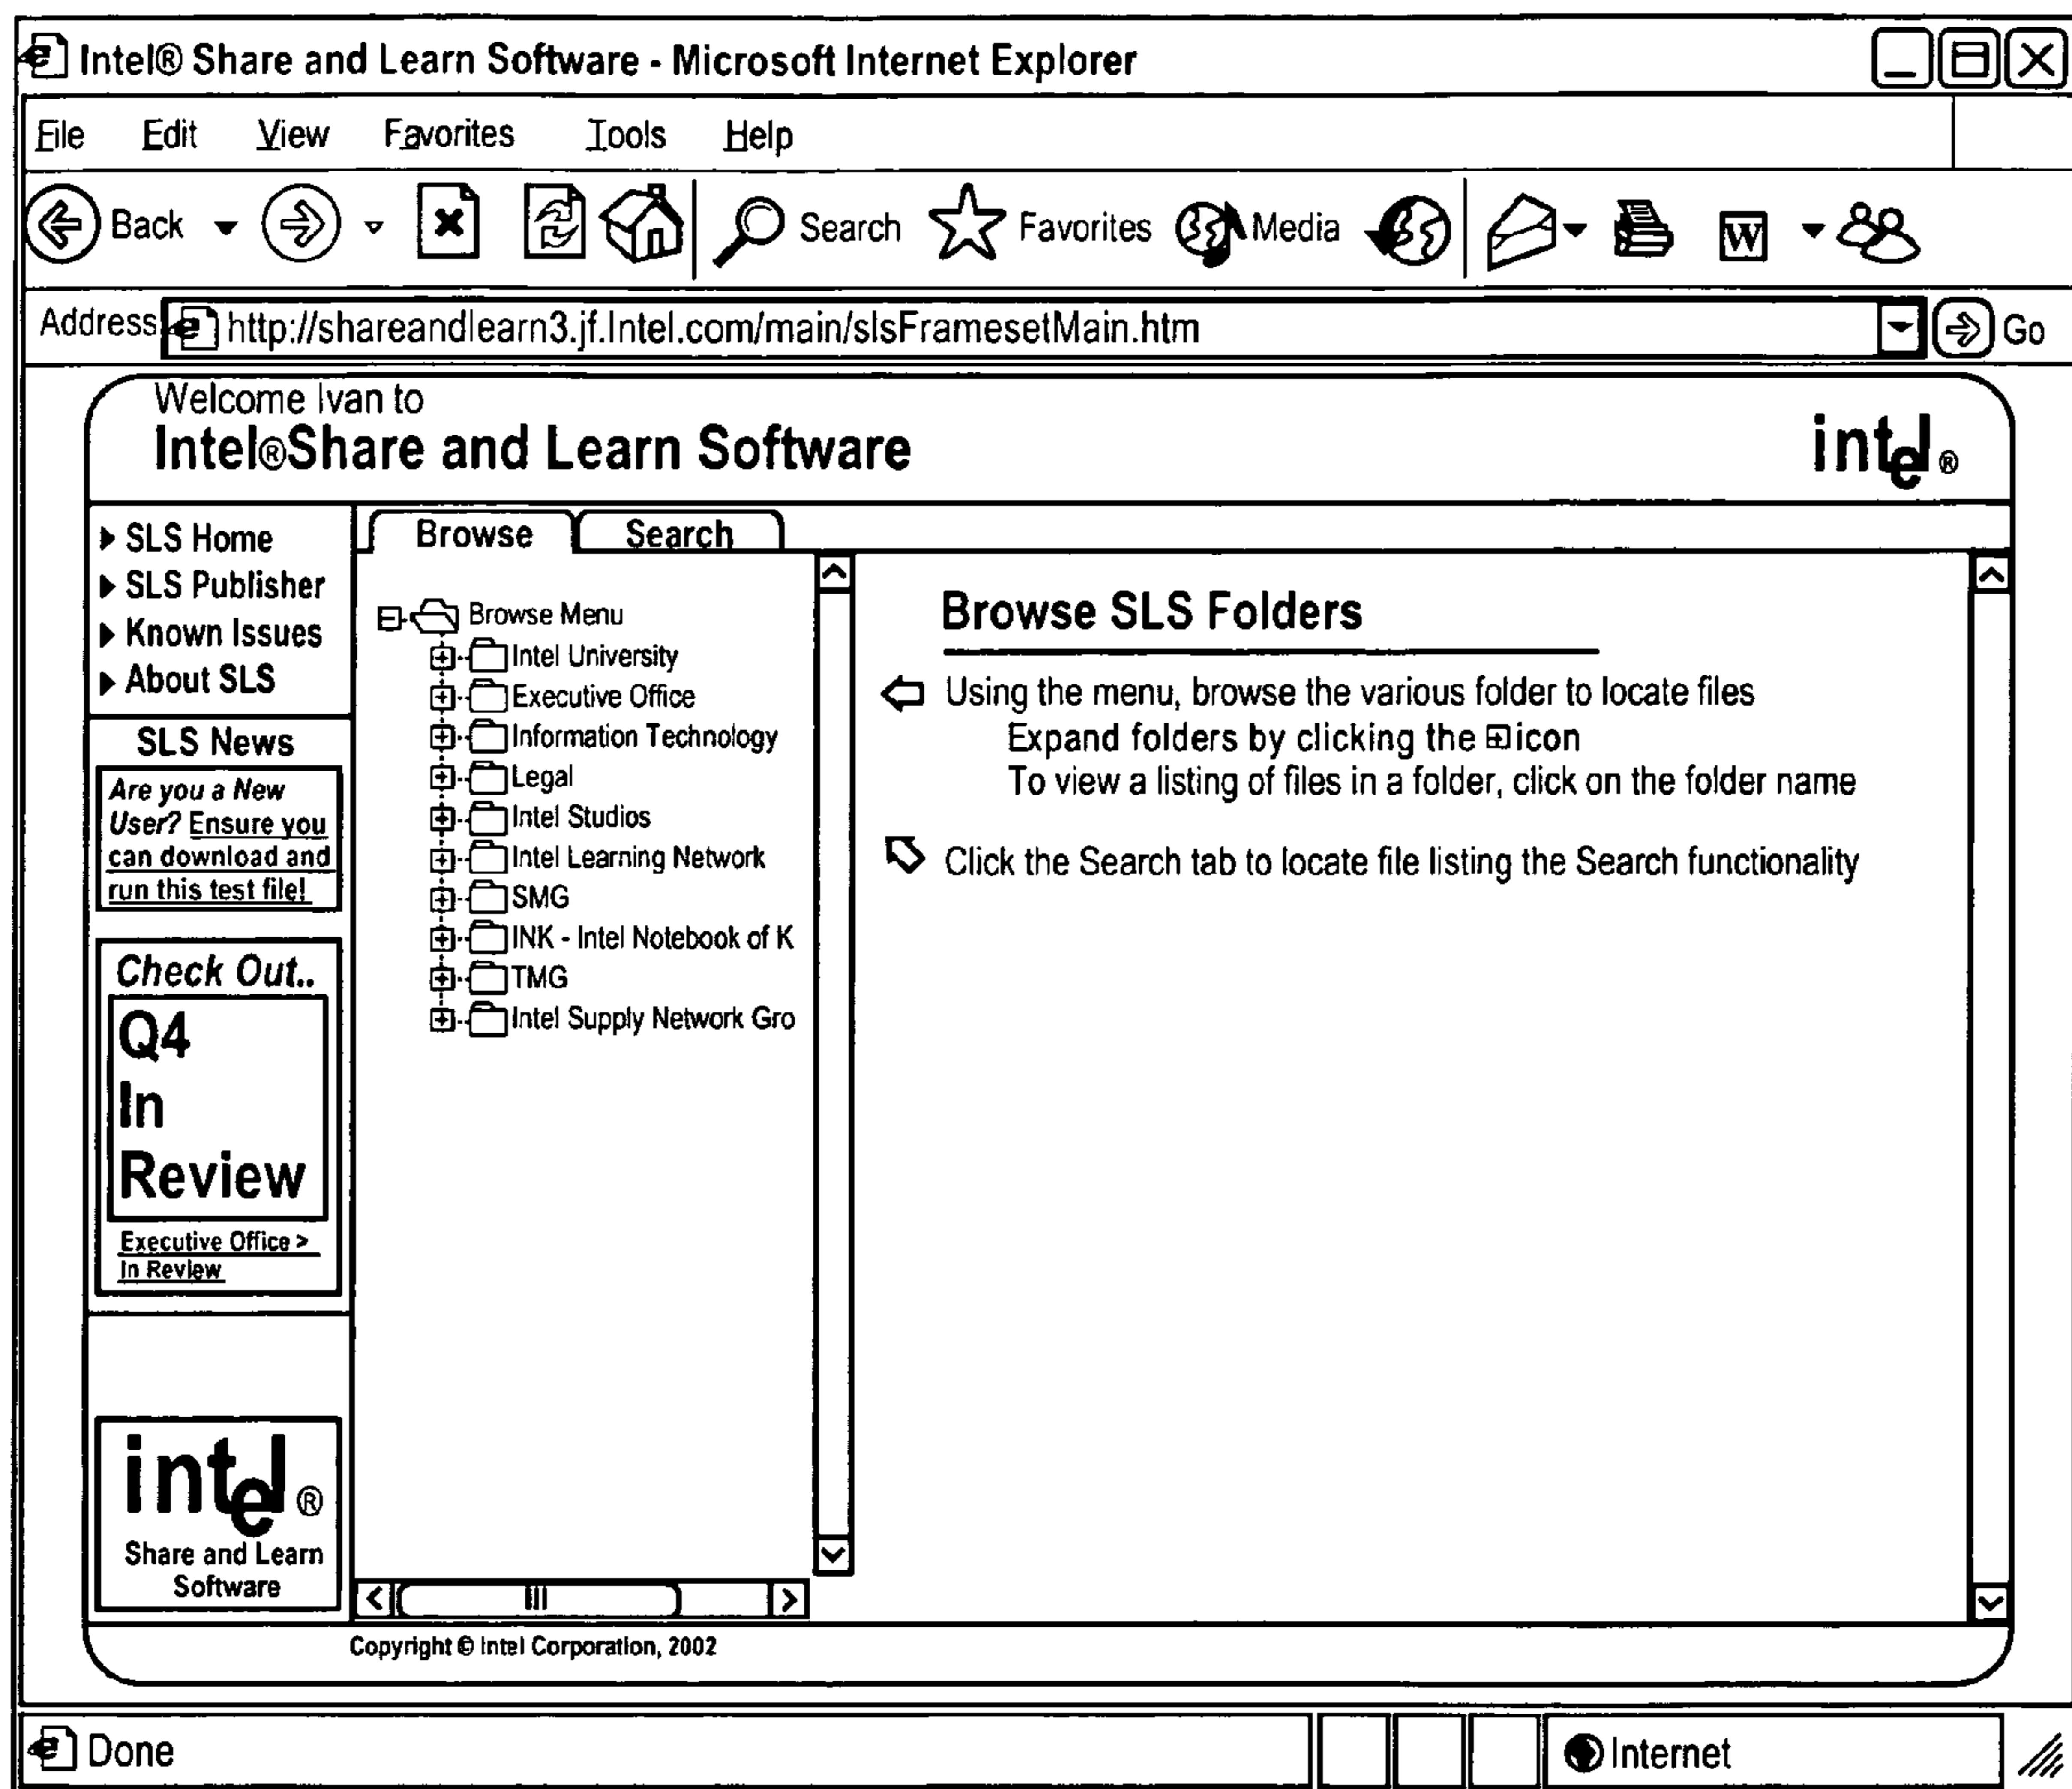 Intel® Share and Learn Software - Microsoft Internet Explorer
File Edit View Favorites Tools Help
Back Search Favorites Media W
Address http://shareandlearn3.jf.Intel.com/main/slsFramesetMain.htm Go
Welcome Ivan to
Intel®Share and Learn Software
intel®
SLS Home
SLS Publisher
Known Issues
About SLS
SLS News
Are you a New
User? Ensure you
can download and
run this test file!
Check Out..
Q4
In
Review
Executive Office >
In Review
intel®
Share and Learn
Software
Browse Search
Browse Menu
Intel University
Executive Office
Information Technology
Legal
Intel Studios
Intel Learning Network
SMG
INK - Intel Notebook of K
TMG
Intel Supply Network Gro
Browse SLS Folders
Using the menu, browse the various folder to locate files
Expand folders by clicking the ⊞ icon
To view a listing of files in a folder, click on the folder name
Click the Search tab to locate file listing the Search functionality
Copyright © Intel Corporation, 2002
Done Internet